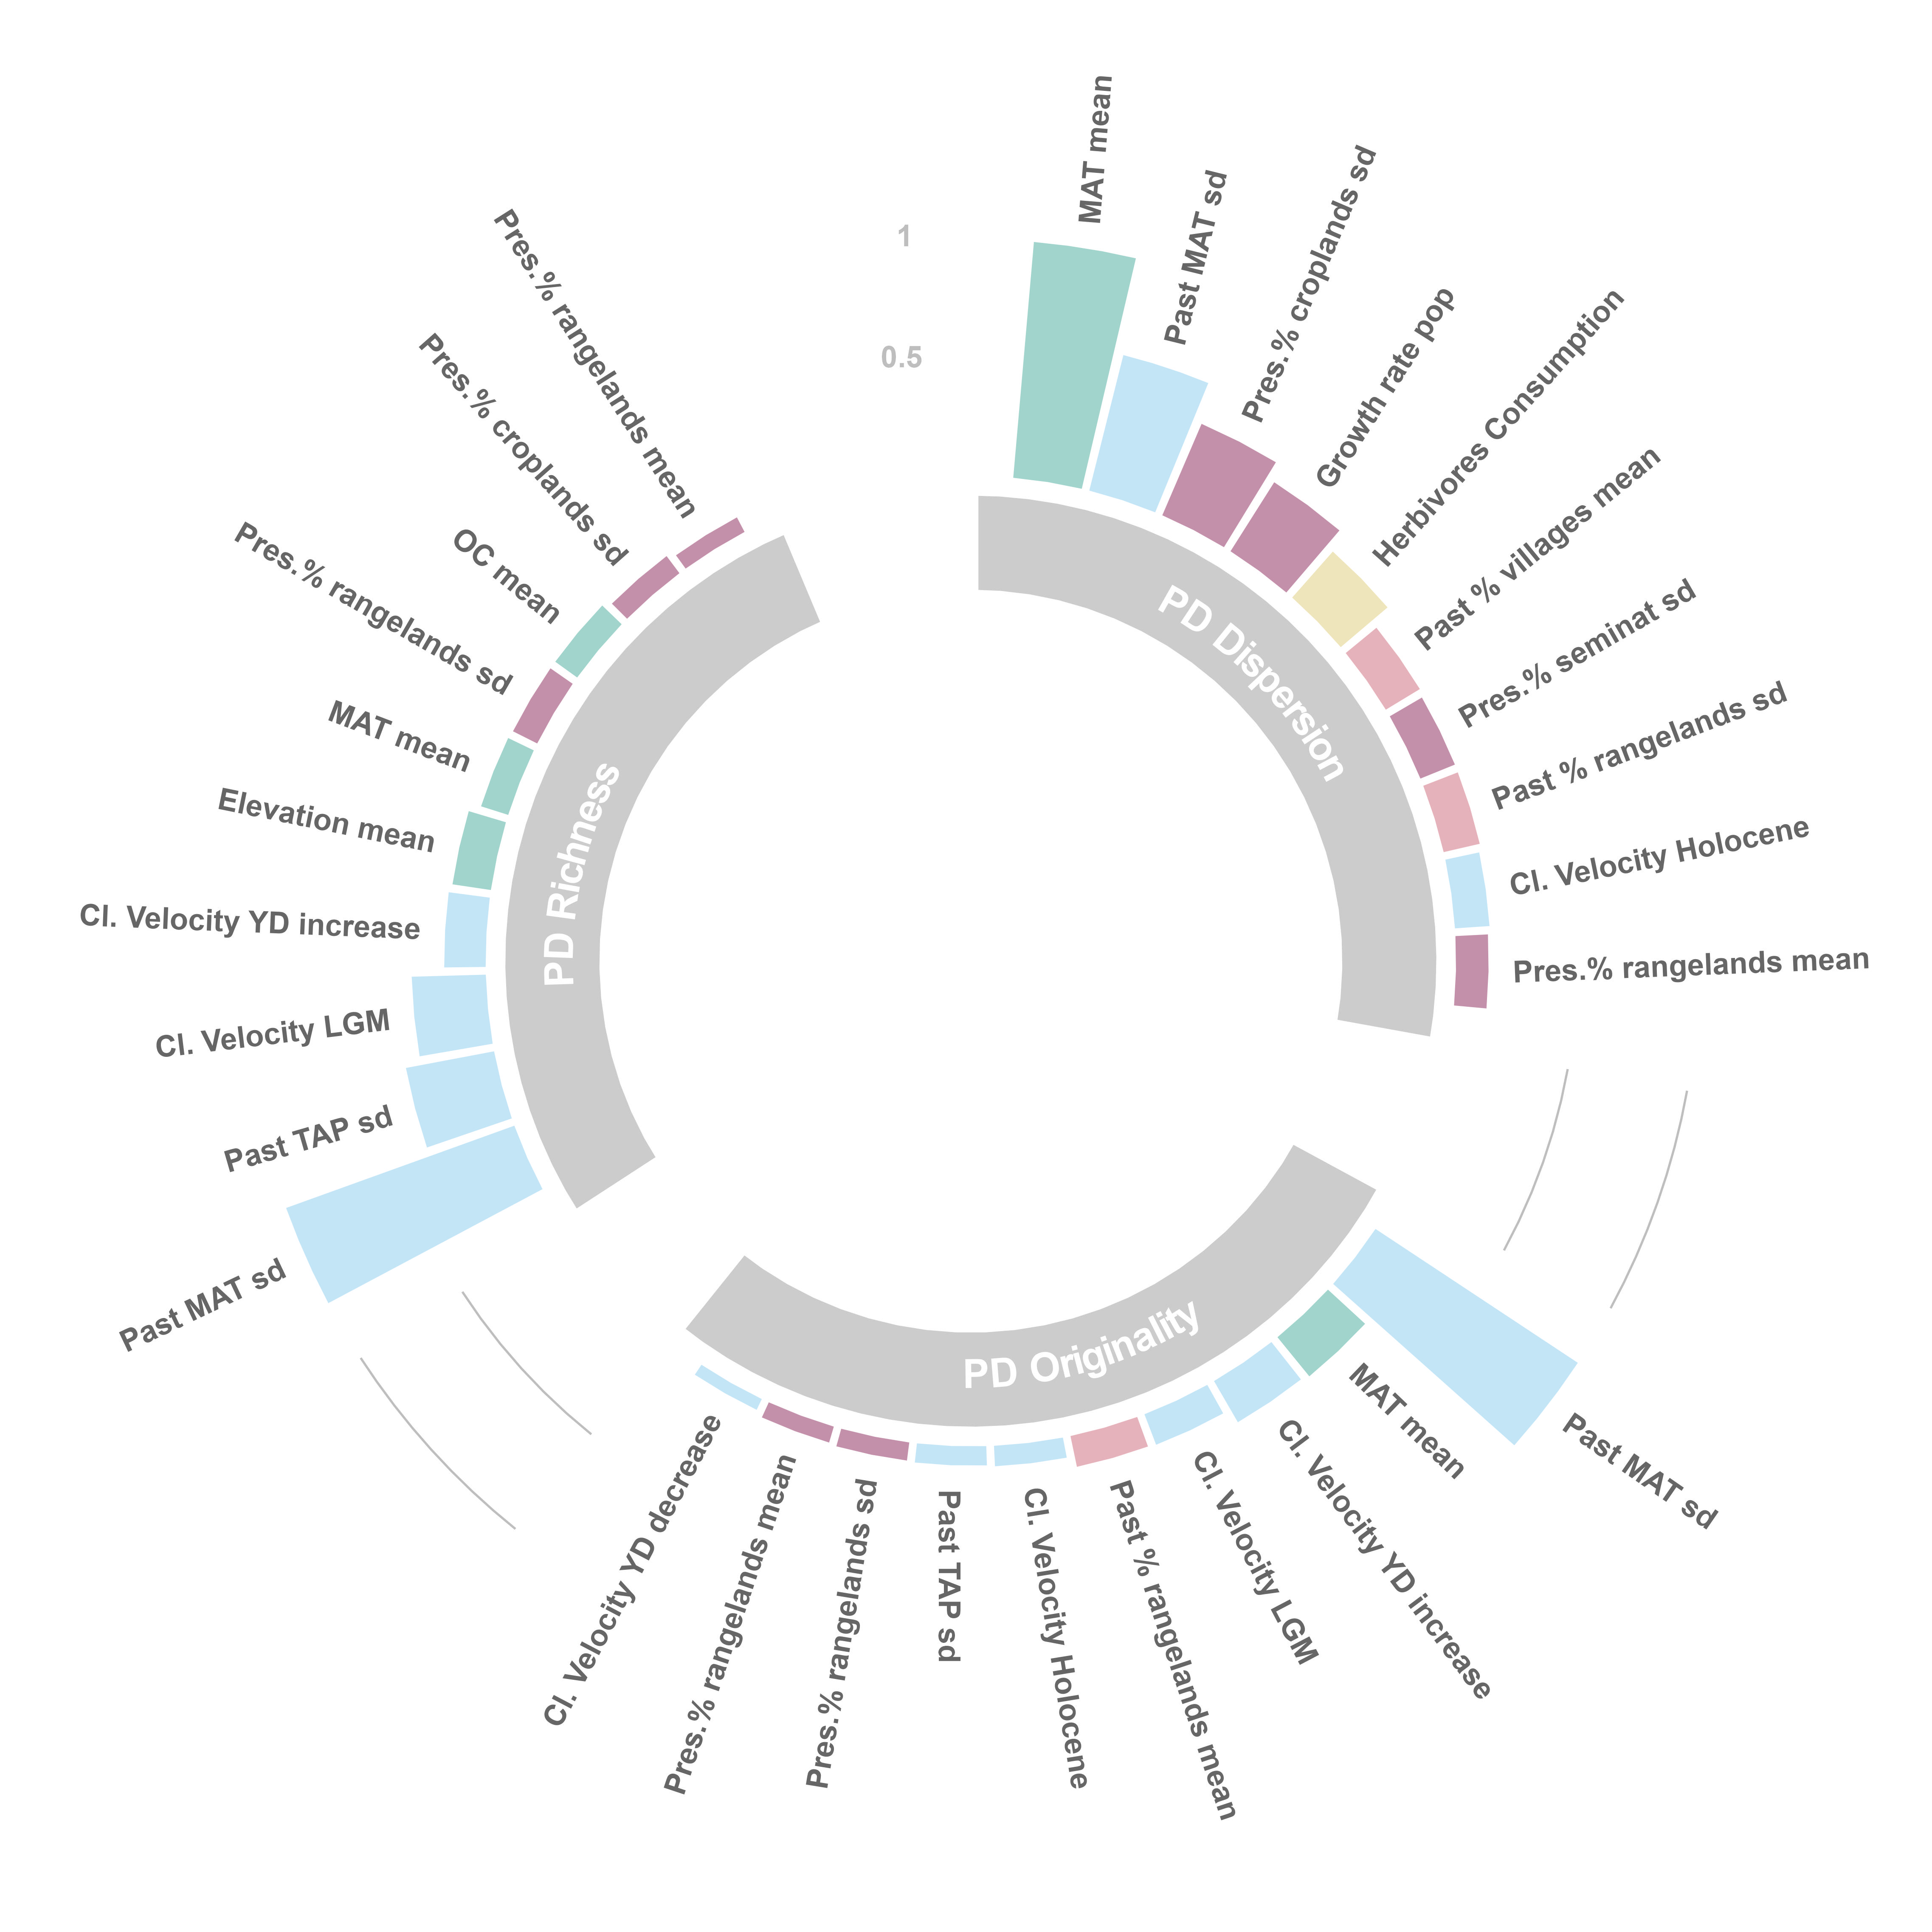 1
0.5
MAT mean
Past MAT sd
Pres.% croplands sd
Growth rate pop
Herbivores Consumption
Past % villages mean
Pres.% seminat sd
Past % rangelands sd
Cl. Velocity Holocene
Pres.% rangelands mean
PD Dispersion
Past MAT sd
MAT mean
Cl. Velocity YD increase
Cl. Velocity LGM
Past % rangelands mean
Cl. Velocity Holocene
Past TAP sd
Pres.% rangelands sd
Pres.% rangelands mean
Cl. Velocity YD decrease
PD Originality
Past MAT sd
Past TAP sd
Cl. Velocity LGM
Cl. Velocity YD increase
Elevation mean
MAT mean
Pres.% rangelands sd
OC mean
Pres.% croplands sd
Pres.% rangelands mean
PD Richness